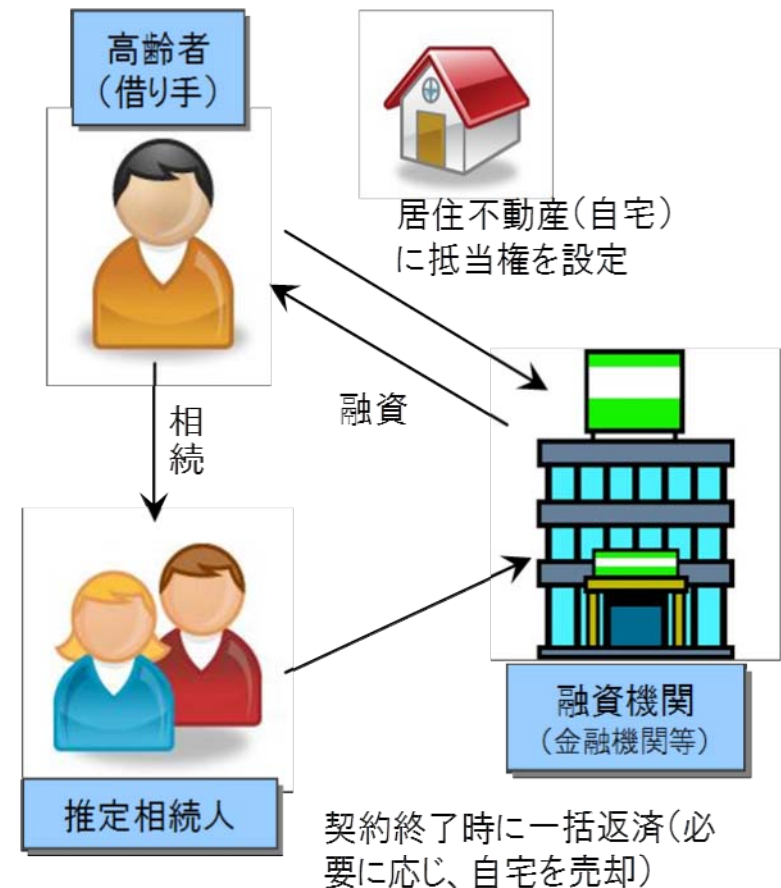 高齢者
（借り手）
居住不動産（自宅）
に抵当権を設定
融資
相
続
融資機関
（金融機関等）
推定相続人
契約終了時に一括返済（必
要に応じ、自宅を売却）